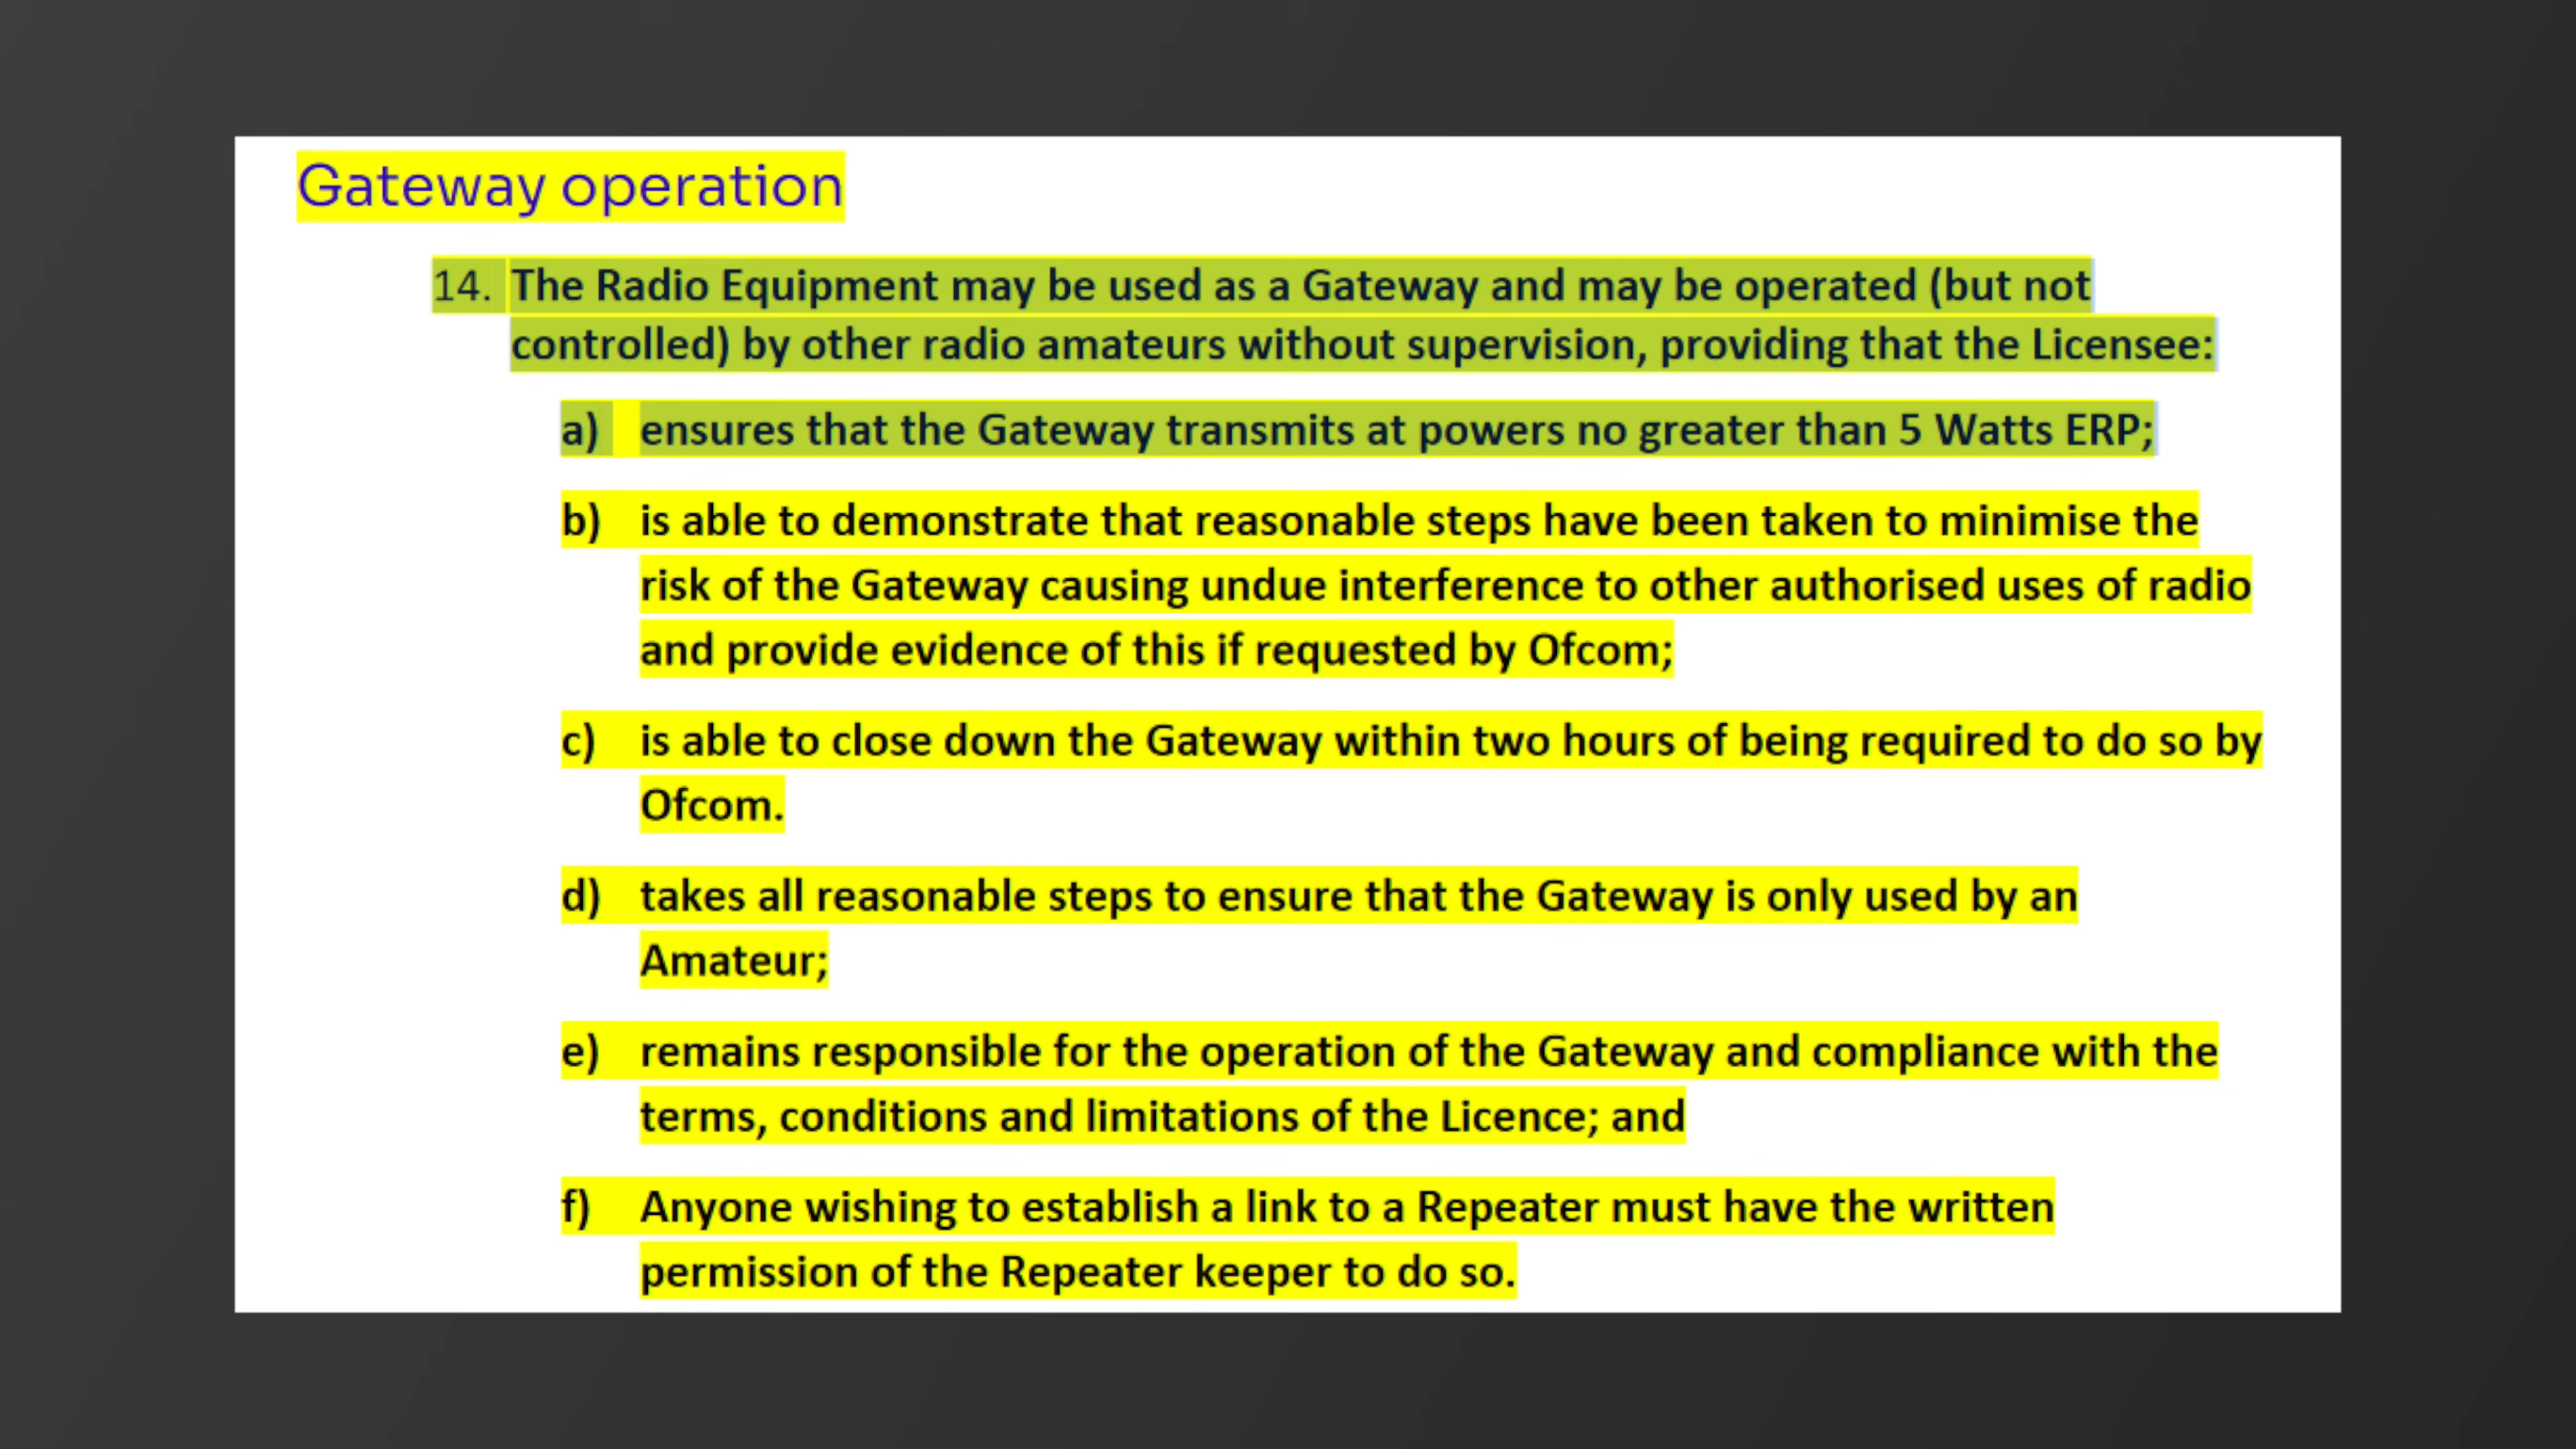 Gateway operation
14. The Radio Equipment may be used as a Gateway and may be operated (but not
controlled) by other radio amateurs without supervision, providing that the Licensee:
a) ensures that the Gateway transmits at powers no greater than 5 Watts ERP;
b) is able to demonstrate that reasonable steps have been taken to minimise the
risk of the Gateway causing undue interference to other authorised uses of radio
and provide evidence of this if requested by Ofcom;
c) is able to close down the Gateway within two hours of being required to do so by
Ofcom.
d) takes all reasonable steps to ensure that the Gateway is only used by an
Amateur;
e) remains responsible for the operation of the Gateway and compliance with the
terms, conditions and limitations of the Licence; and
f) Anyone wishing to establish a link to a Repeater must have the written
permission of the Repeater keeper to do so.